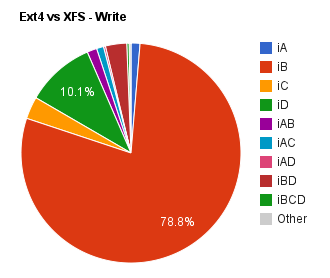 Ext4 vs XFS - Write
10.1%
78.8%
iA
iB
iC
iD
iAB
iAC
iAD
iBD
iBCD
Other